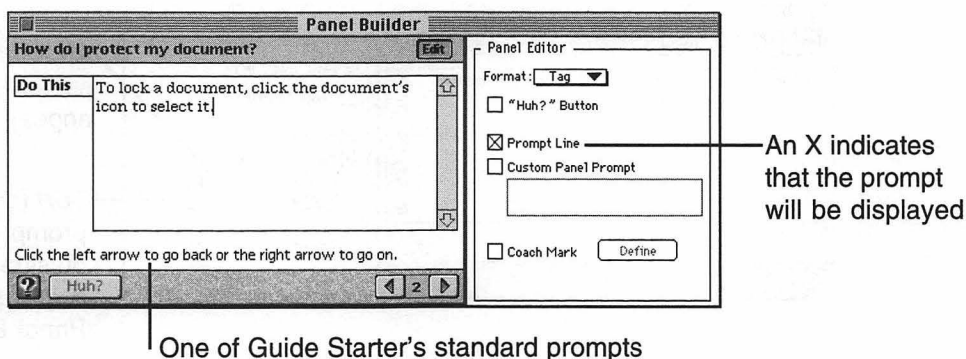 Panel Builder
How do I protect my document?
Edit
Do This
To lock a document, click the document's
icon to select it.
Click the left arrow to go back or the right arrow to go on.
?
Huh?
2
Panel Editor
Format: Tag
"Huh?" Button
Prompt Line
Custom Panel Prompt
Coach Mark
Define
An X indicates
that the prompt
will be displayed
One of Guide Starter's standard prompts